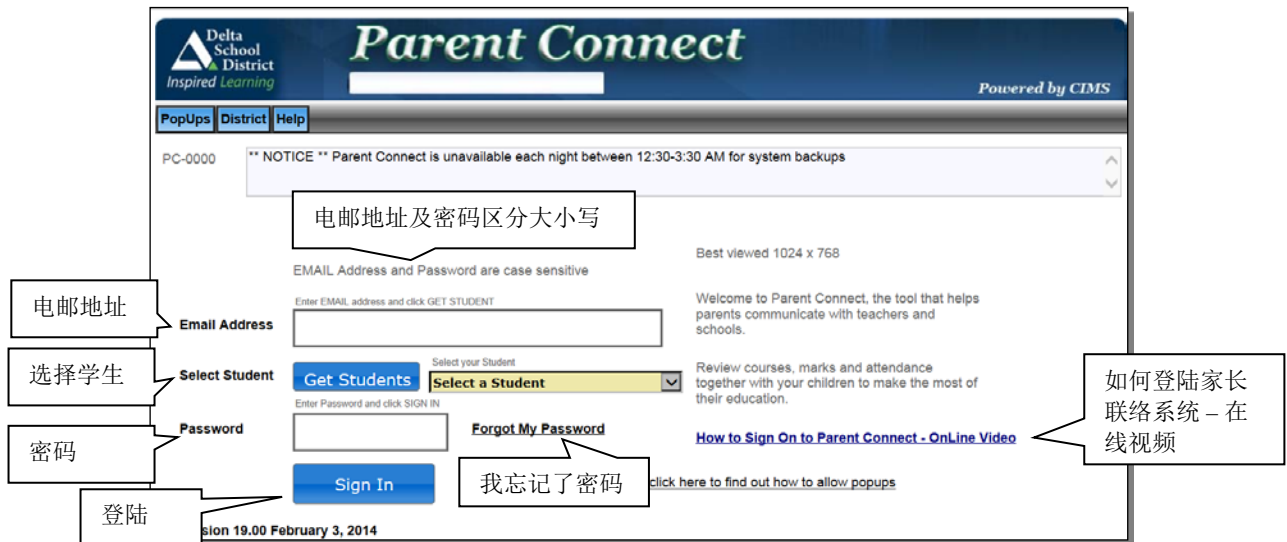 Delta
School
District
Inspired Learning
Parent Connect
Powered by CIMS
PopUps District Help
PC-0000
** NOTICE ** Parent Connect is unavailable each night between 12:30-3:30 AM for system backups
电邮地址及密码区分大小写
EMAIL Address and Password are case sensitive
Best viewed 1024 x 768
电邮地址
Enter EMAIL address and click GET STUDENT
Email Address
Welcome to Parent Connect, the tool that helps
parents communicate with teachers and
schools.
选择学生
Select Student
Get Students
Select your Student
Select a Student
Review courses, marks and attendance
together with your children to make the most of
their education.
Enter Password and click SIGN IN
密码
Password
Forgot My Password
How to Sign On to Parent Connect - OnLine Video
如何登陆家长
联络系统 – 在
线视频
Sign In
我忘记了密码
click here to find out how to allow popups
登陆
19.00 February 3, 2014